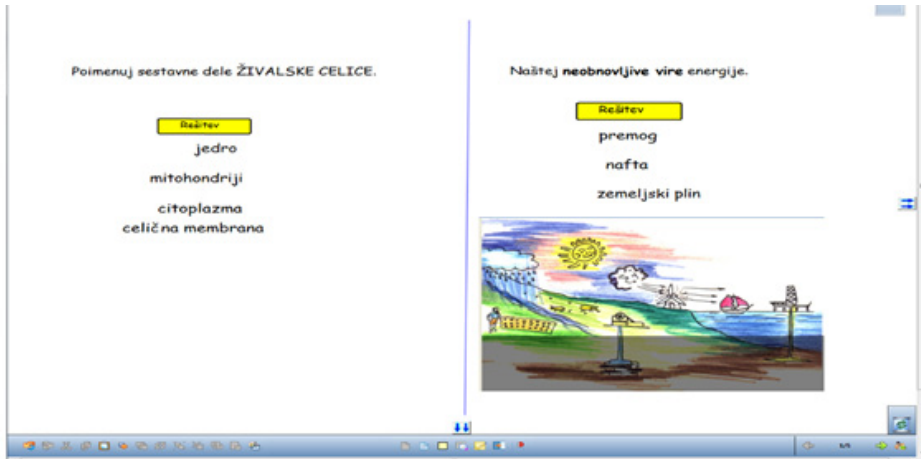 Poimenuj sestavne dele ŽIVALSKE CELICE.
Rešitev
jedro
mitohondriji
citoplazma
celična membrana
Naštej neobnovljive vire energije.
Rešitev
premog
nafta
zemeljski plin